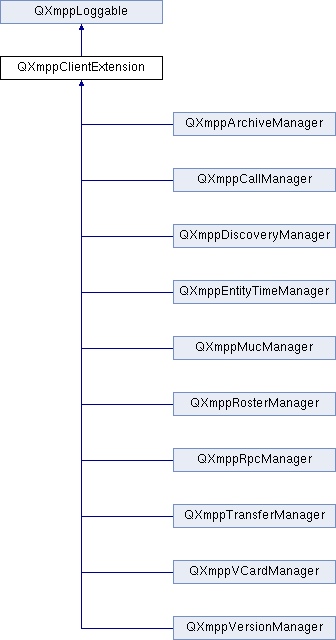 QXmppLoggable
QXmppClientExtension
QXmppArchiveManager
QXmppCallManager
QXmppDiscoveryManager
QXmppEntityTimeManager
QXmppMucManager
QXmppRosterManager
QXmppRpcManager
QXmppTransferManager
QXmppVCardManager
QXmppVersionManager